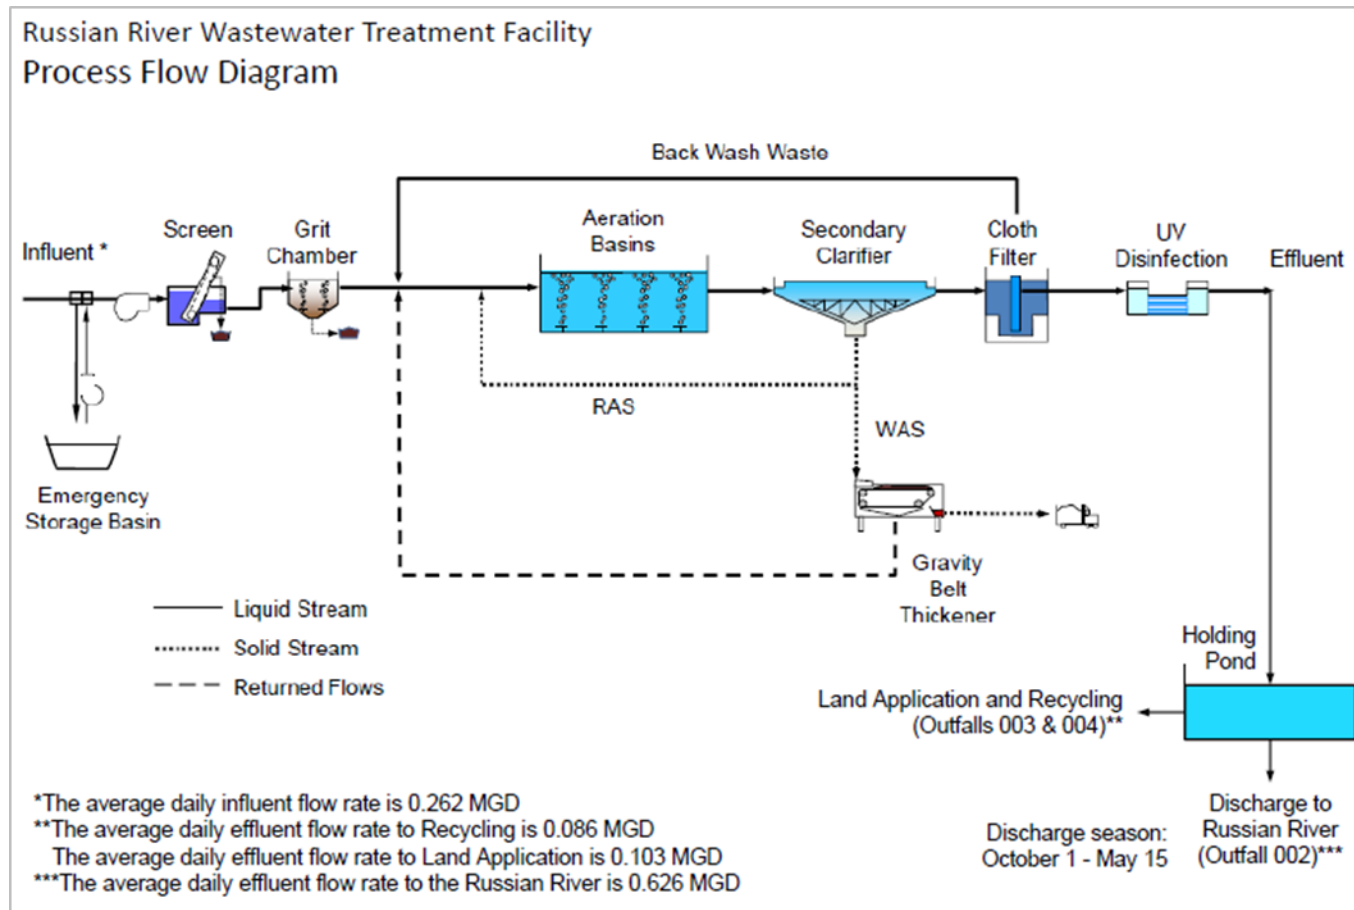 Russian River Wastewater Treatment Facility
Process Flow Diagram
Back Wash Waste
Influent *
Screen
Grit
Chamber
Aeration
Basins
Secondary
Clarifier
Cloth
Filter
UV
Disinfection
Effluent
RAS
WAS
Emergency
Storage Basin
Gravity
Belt
Thickener
Liquid Stream
Solid Stream
Returned Flows
Holding
Pond
Land Application and Recycling
(Outfalls 003 & 004)**
*The average daily influent flow rate is 0.262 MGD
**The average daily effluent flow rate to Recycling is 0.086 MGD
The average daily effluent flow rate to Land Application is 0.103 MGD
***The average daily effluent flow rate to the Russian River is 0.626 MGD
Discharge season:
October 1 - May 15
Discharge to
Russian River
(Outfall 002)***